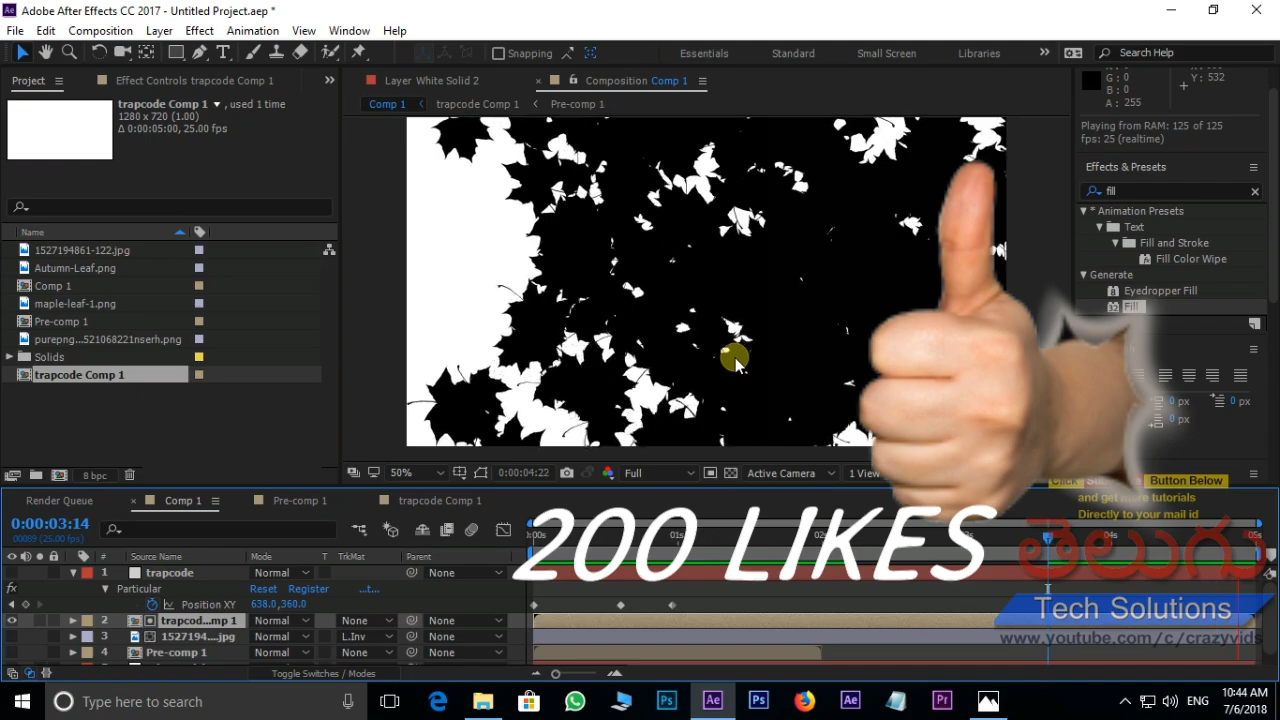 Adobe After Effects CC 2017 - Untitled Project.aep *
File Edit Composition Layer Effect Animation View Window Help
Snapping Essentials Standard Small Screen Libraries Search Help
Project Effect Controls trapcode Comp 1
Layer White Solid 2 Composition Comp 1
Comp 1 trapcode Comp 1 Pre-comp 1
trapcode Comp 1 , used 1 time
1280 x 720 (1.00)
Δ 0:00:05:00, 25.00 fps
G: 0 Y: 532
B: 0
A: 255
Playing from RAM: 125 of 125
fps: 25 (realtime)
Effects & Presets
fill
Animation Presets
Text
Fill and Stroke
Fill Color Wipe
Generate
Eyedropper Fill
Fill
0 px 0 px
0 px
Name
1527194861-122.jpg
Autumn-Leaf.png
Comp 1
maple-leaf-1.png
Pre-comp 1
purepng...521068221nserh.png
Solids
trapcode Comp 1
8 bpc
50% 0:00:04:22 Full Active Camera 1 View
Click Button Below
and get more tutorials
Directly to your mail id
Render Queue Comp 1 Pre-comp 1 trapcode Comp 1
0:00:03:14
00089 (25.00 fps)
:00s 01s 02s 04s 05s
200 LIKES
తెలుగు
Tech Solutions
www.youtube.com/c/crazyvids
# Source Name Mode T TrkMat Parent
1 trapcode Normal None
Particular Reset Register ...t...
Position XY 638.0,360.0
2 trapcod...mp 1 Normal None None
3 1527194....jpg Normal L.Inv None
4 Pre-comp 1 Normal None None
Toggle Switches / Modes
Type here to search
ENG
10:44 AM
7/6/2018